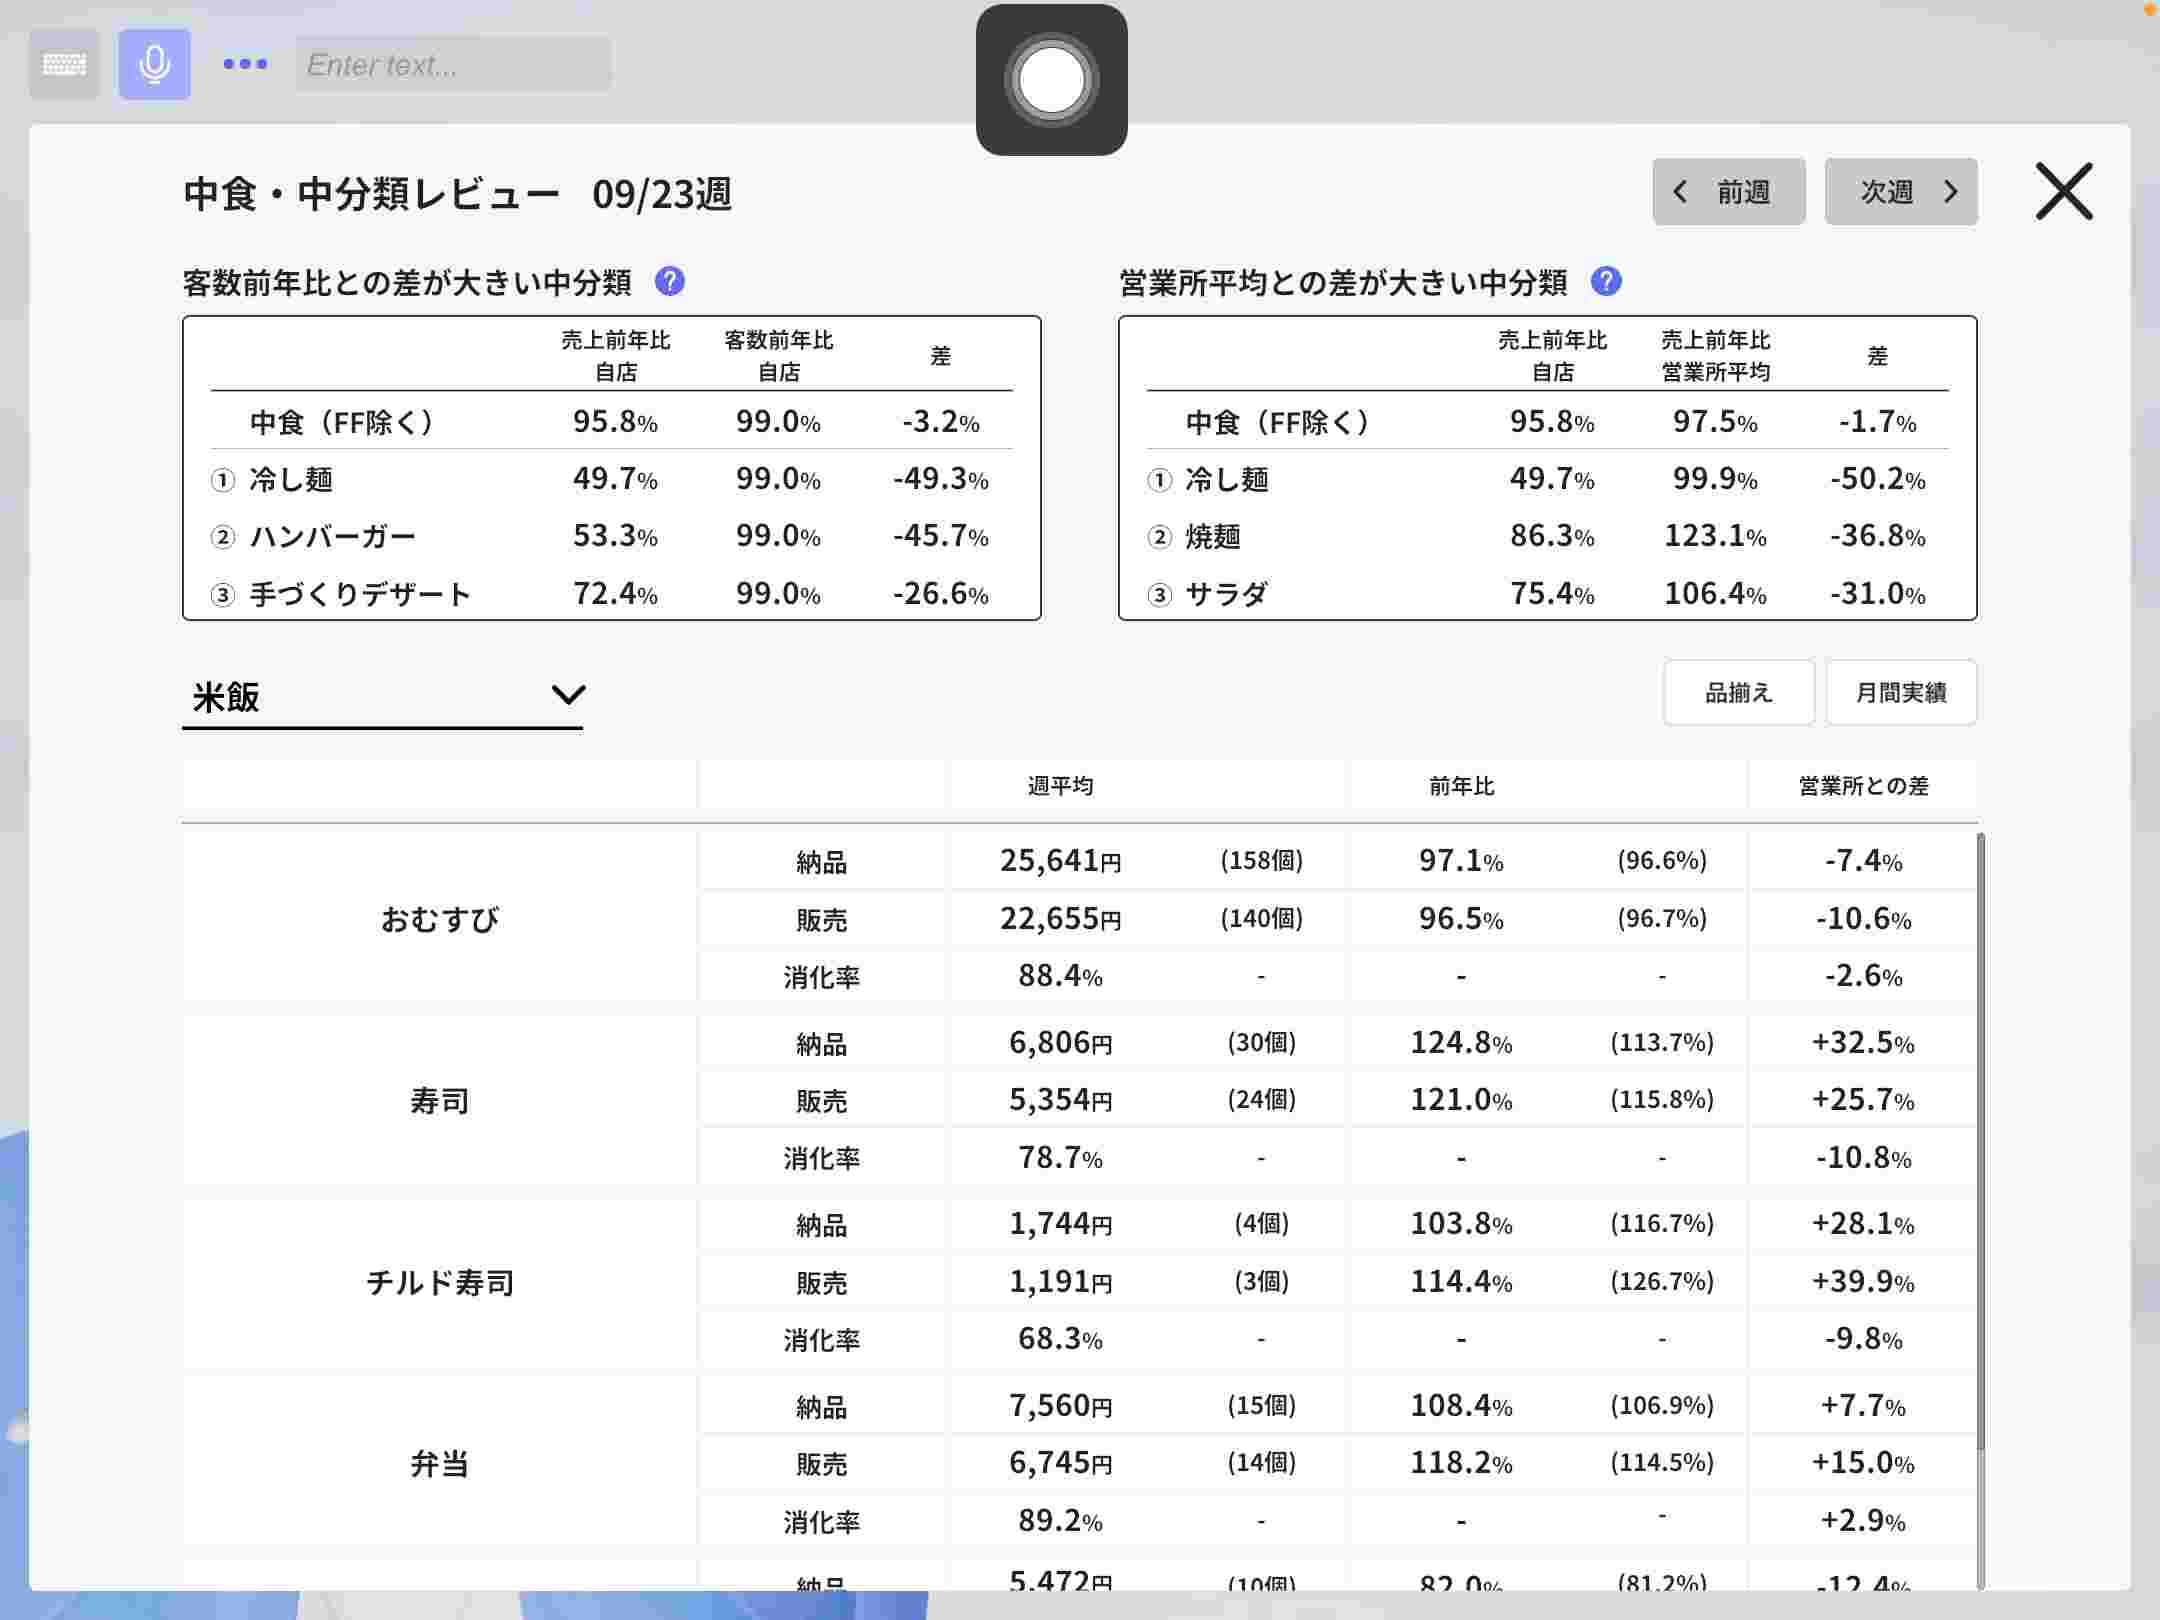 Enter text...
中食・中分類レビュー 09/23週
前週
次週
客数前年比との差が大きい中分類 ?
売上前年比 自店 客数前年比 自店 差
中食（FF除く） 95.8% 99.0% -3.2%
① 冷し麺 49.7% 99.0% -49.3%
② ハンバーガー 53.3% 99.0% -45.7%
③ 手づくりデザート 72.4% 99.0% -26.6%
営業所平均との差が大きい中分類 ?
売上前年比 自店 売上前年比 営業所平均 差
中食（FF除く） 95.8% 97.5% -1.7%
① 冷し麺 49.7% 99.9% -50.2%
② 焼麺 86.3% 123.1% -36.8%
③ サラダ 75.4% 106.4% -31.0%
米飯
品揃え
月間実績
週平均 前年比 営業所との差
おむすび
納品 25,641円 (158個) 97.1% (96.6%) -7.4%
販売 22,655円 (140個) 96.5% (96.7%) -10.6%
消化率 88.4% - - - -2.6%
寿司
納品 6,806円 (30個) 124.8% (113.7%) +32.5%
販売 5,354円 (24個) 121.0% (115.8%) +25.7%
消化率 78.7% - - - -10.8%
チルド寿司
納品 1,744円 (4個) 103.8% (116.7%) +28.1%
販売 1,191円 (3個) 114.4% (126.7%) +39.9%
消化率 68.3% - - - -9.8%
弁当
納品 7,560円 (15個) 108.4% (106.9%) +7.7%
販売 6,745円 (14個) 118.2% (114.5%) +15.0%
消化率 89.2% - - - +2.9%
納品 5,472円 (10個) 82.0% (81.2%) -12.4%